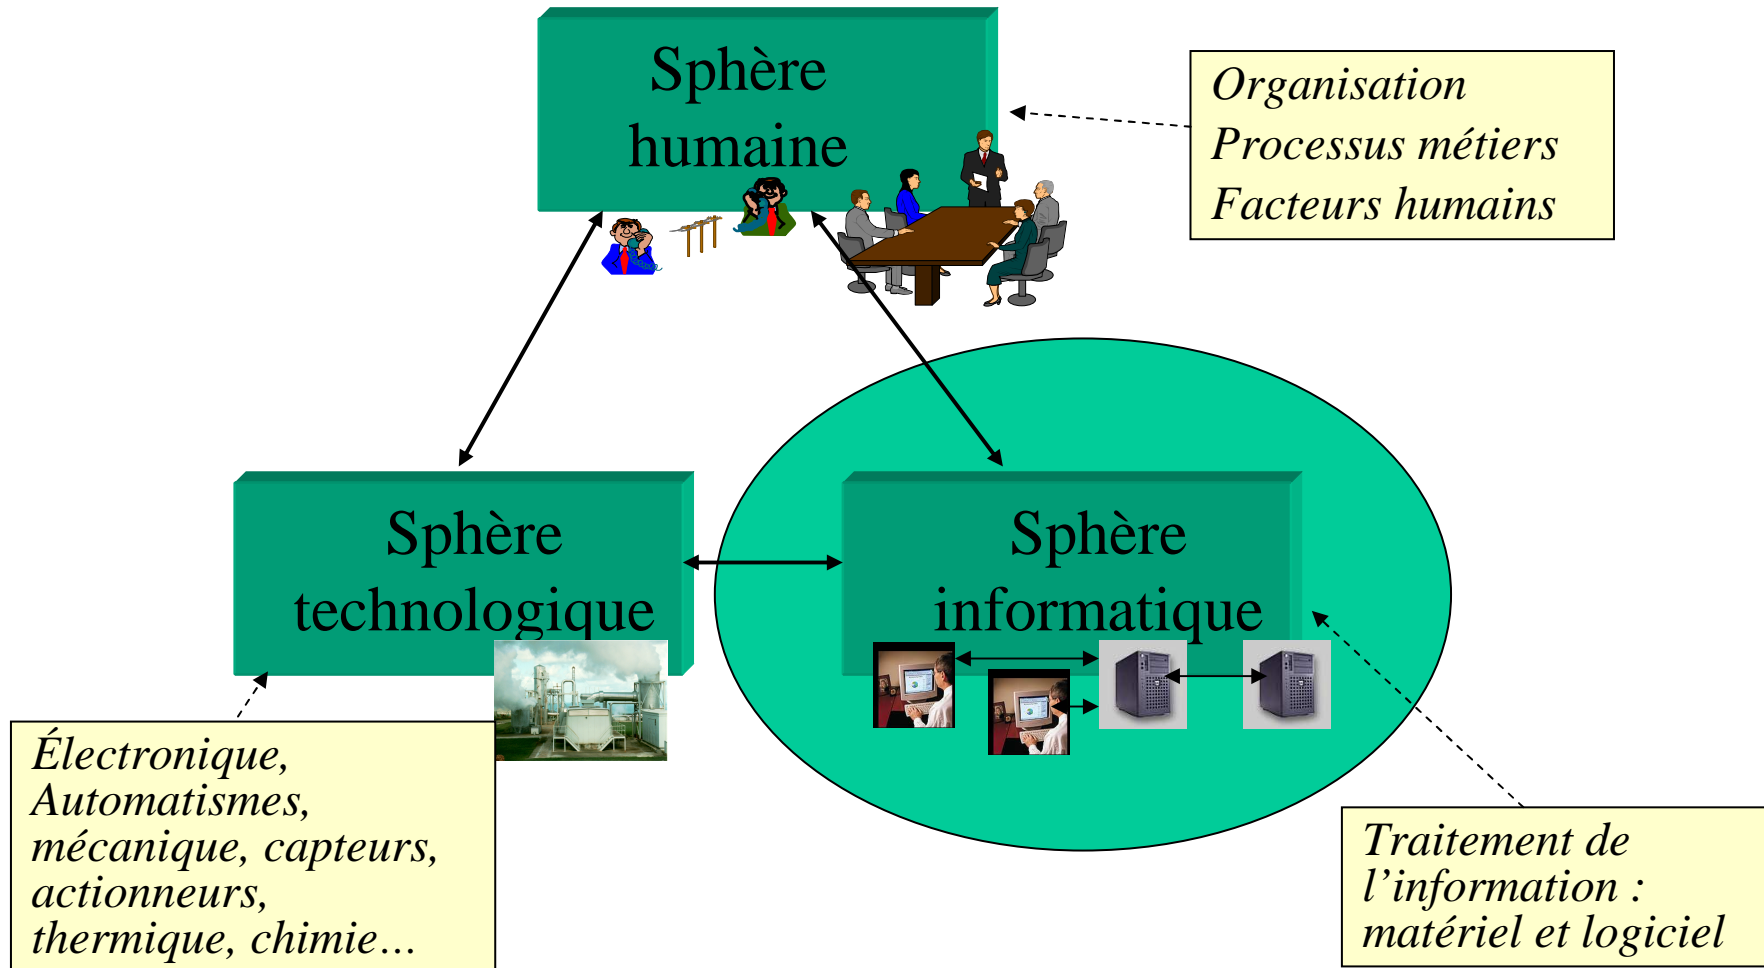 Sphère
humaine
Organisation
Processus métiers
Facteurs humains
Sphère
technologique
Sphère
informatique
Électronique,
Automatismes,
mécanique, capteurs,
actionneurs,
thermique, chimie…
Traitement de
l’information :
matériel et logiciel